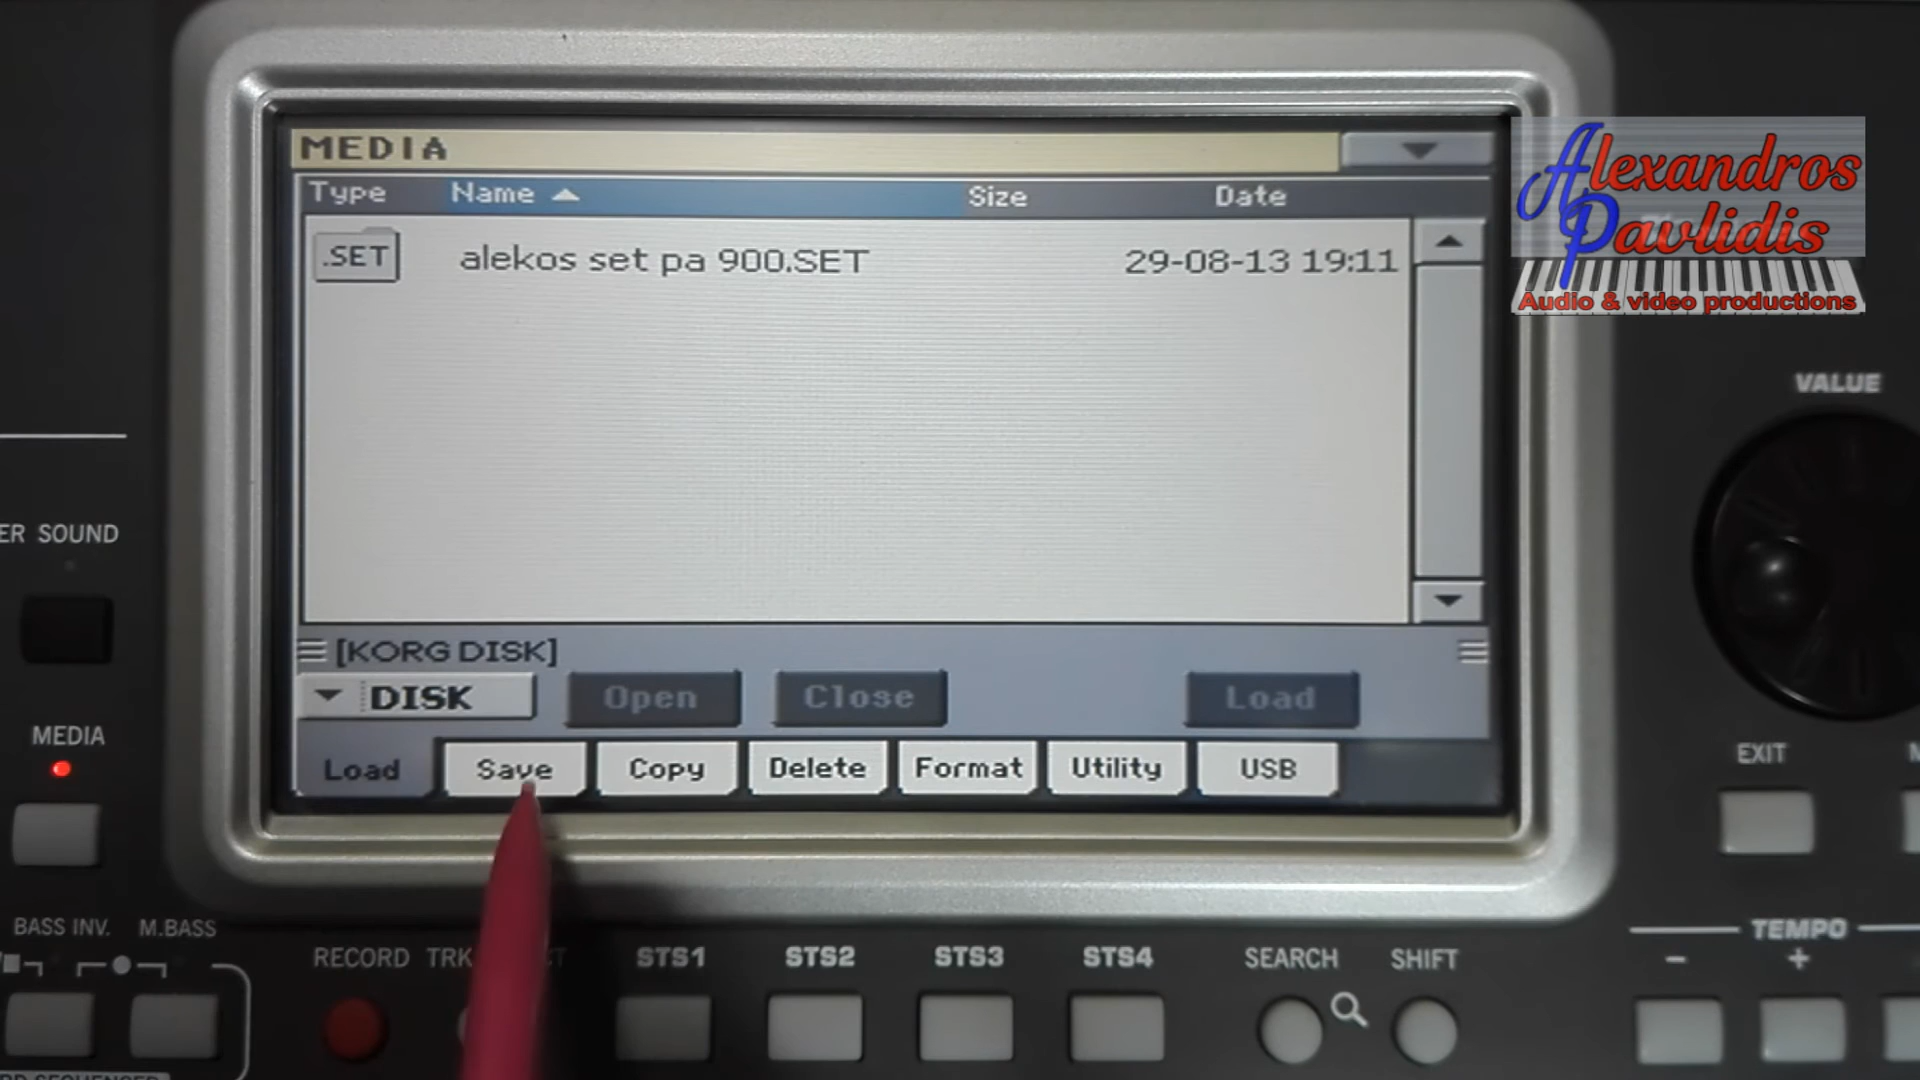 MEDIA
Type Name Size Date
.SET alekos set pa 900.SET 29-08-13 19:11
[KORG DISK]
DISK Open Close Load
Load Save Copy Delete Format Utility USB
Alexandros
Pavlidis
Audio & video productions
VALUE
ER SOUND
MEDIA
EXIT
BASS INV. M.BASS
RECORD TRK STS1 STS2 STS3 STS4 SEARCH SHIFT
TEMPO
- +